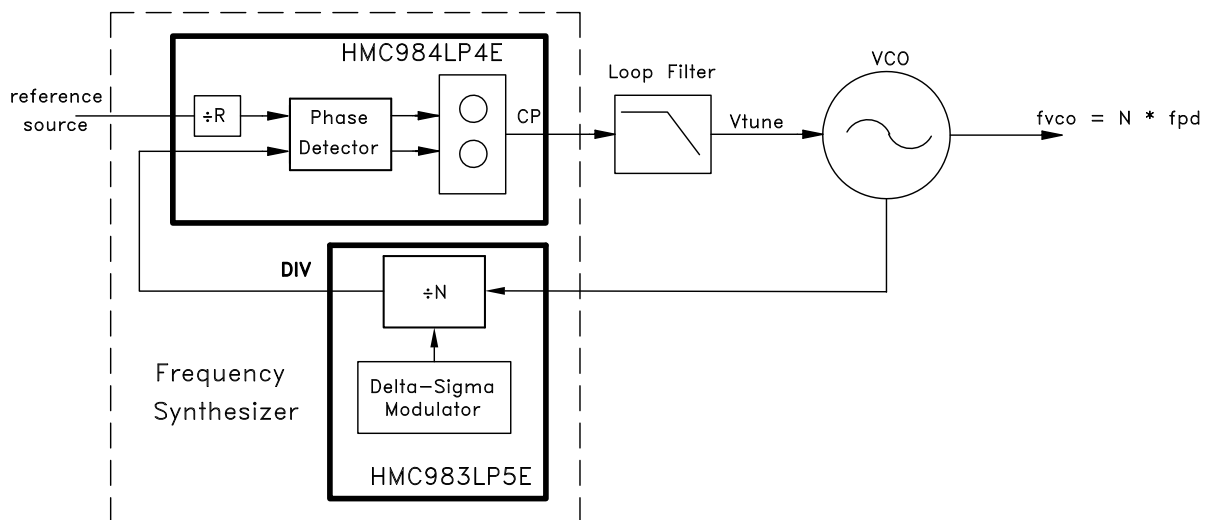 HMC984LP4E
reference
source
÷R
Phase
Detector
CP
Loop Filter
Vtune
VCO
fvco = N * fpd
DIV
÷N
Delta-Sigma
Modulator
Frequency
Synthesizer
HMC983LP5E